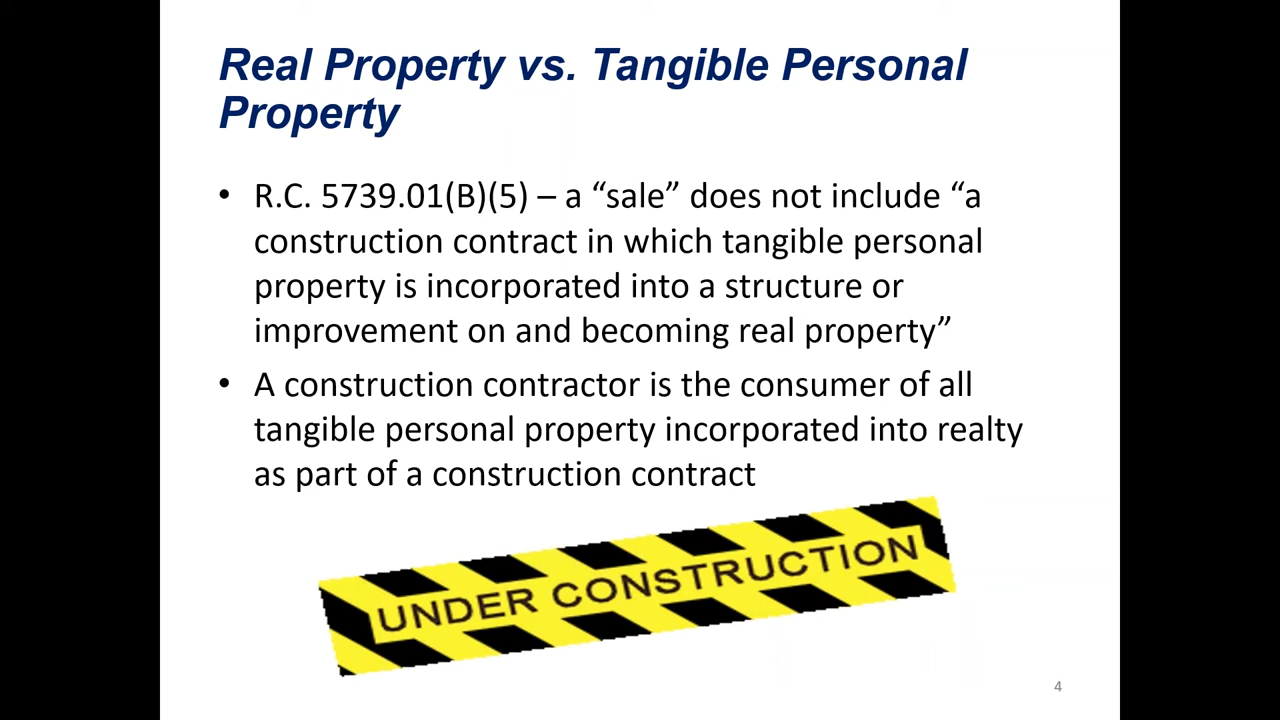 Real Property vs. Tangible Personal
Property
• R.C. 5739.01(B)(5) – a “sale” does not include “a
construction contract in which tangible personal
property is incorporated into a structure or
improvement on and becoming real property”
• A construction contractor is the consumer of all
tangible personal property incorporated into realty
as part of a construction contract
UNDER CONSTRUCTION
4